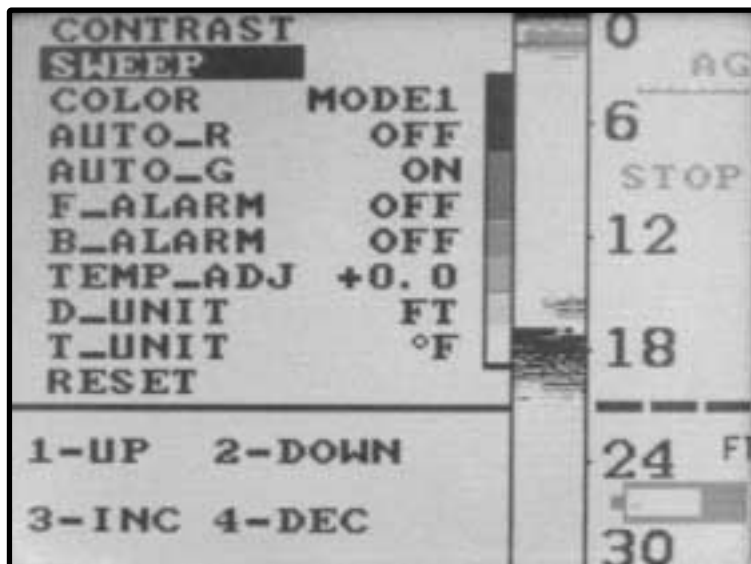 CONTRAST
SWEEP
COLOR MODE1
AUTO_R OFF
AUTO_G ON
F_ALARM OFF
B_ALARM OFF
TEMP_ADJ +0.0
D_UNIT FT
T_UNIT °F
RESET
1-UP 2-DOWN
3-INC 4-DEC
0
AG
6
STOP
12
18
24
30